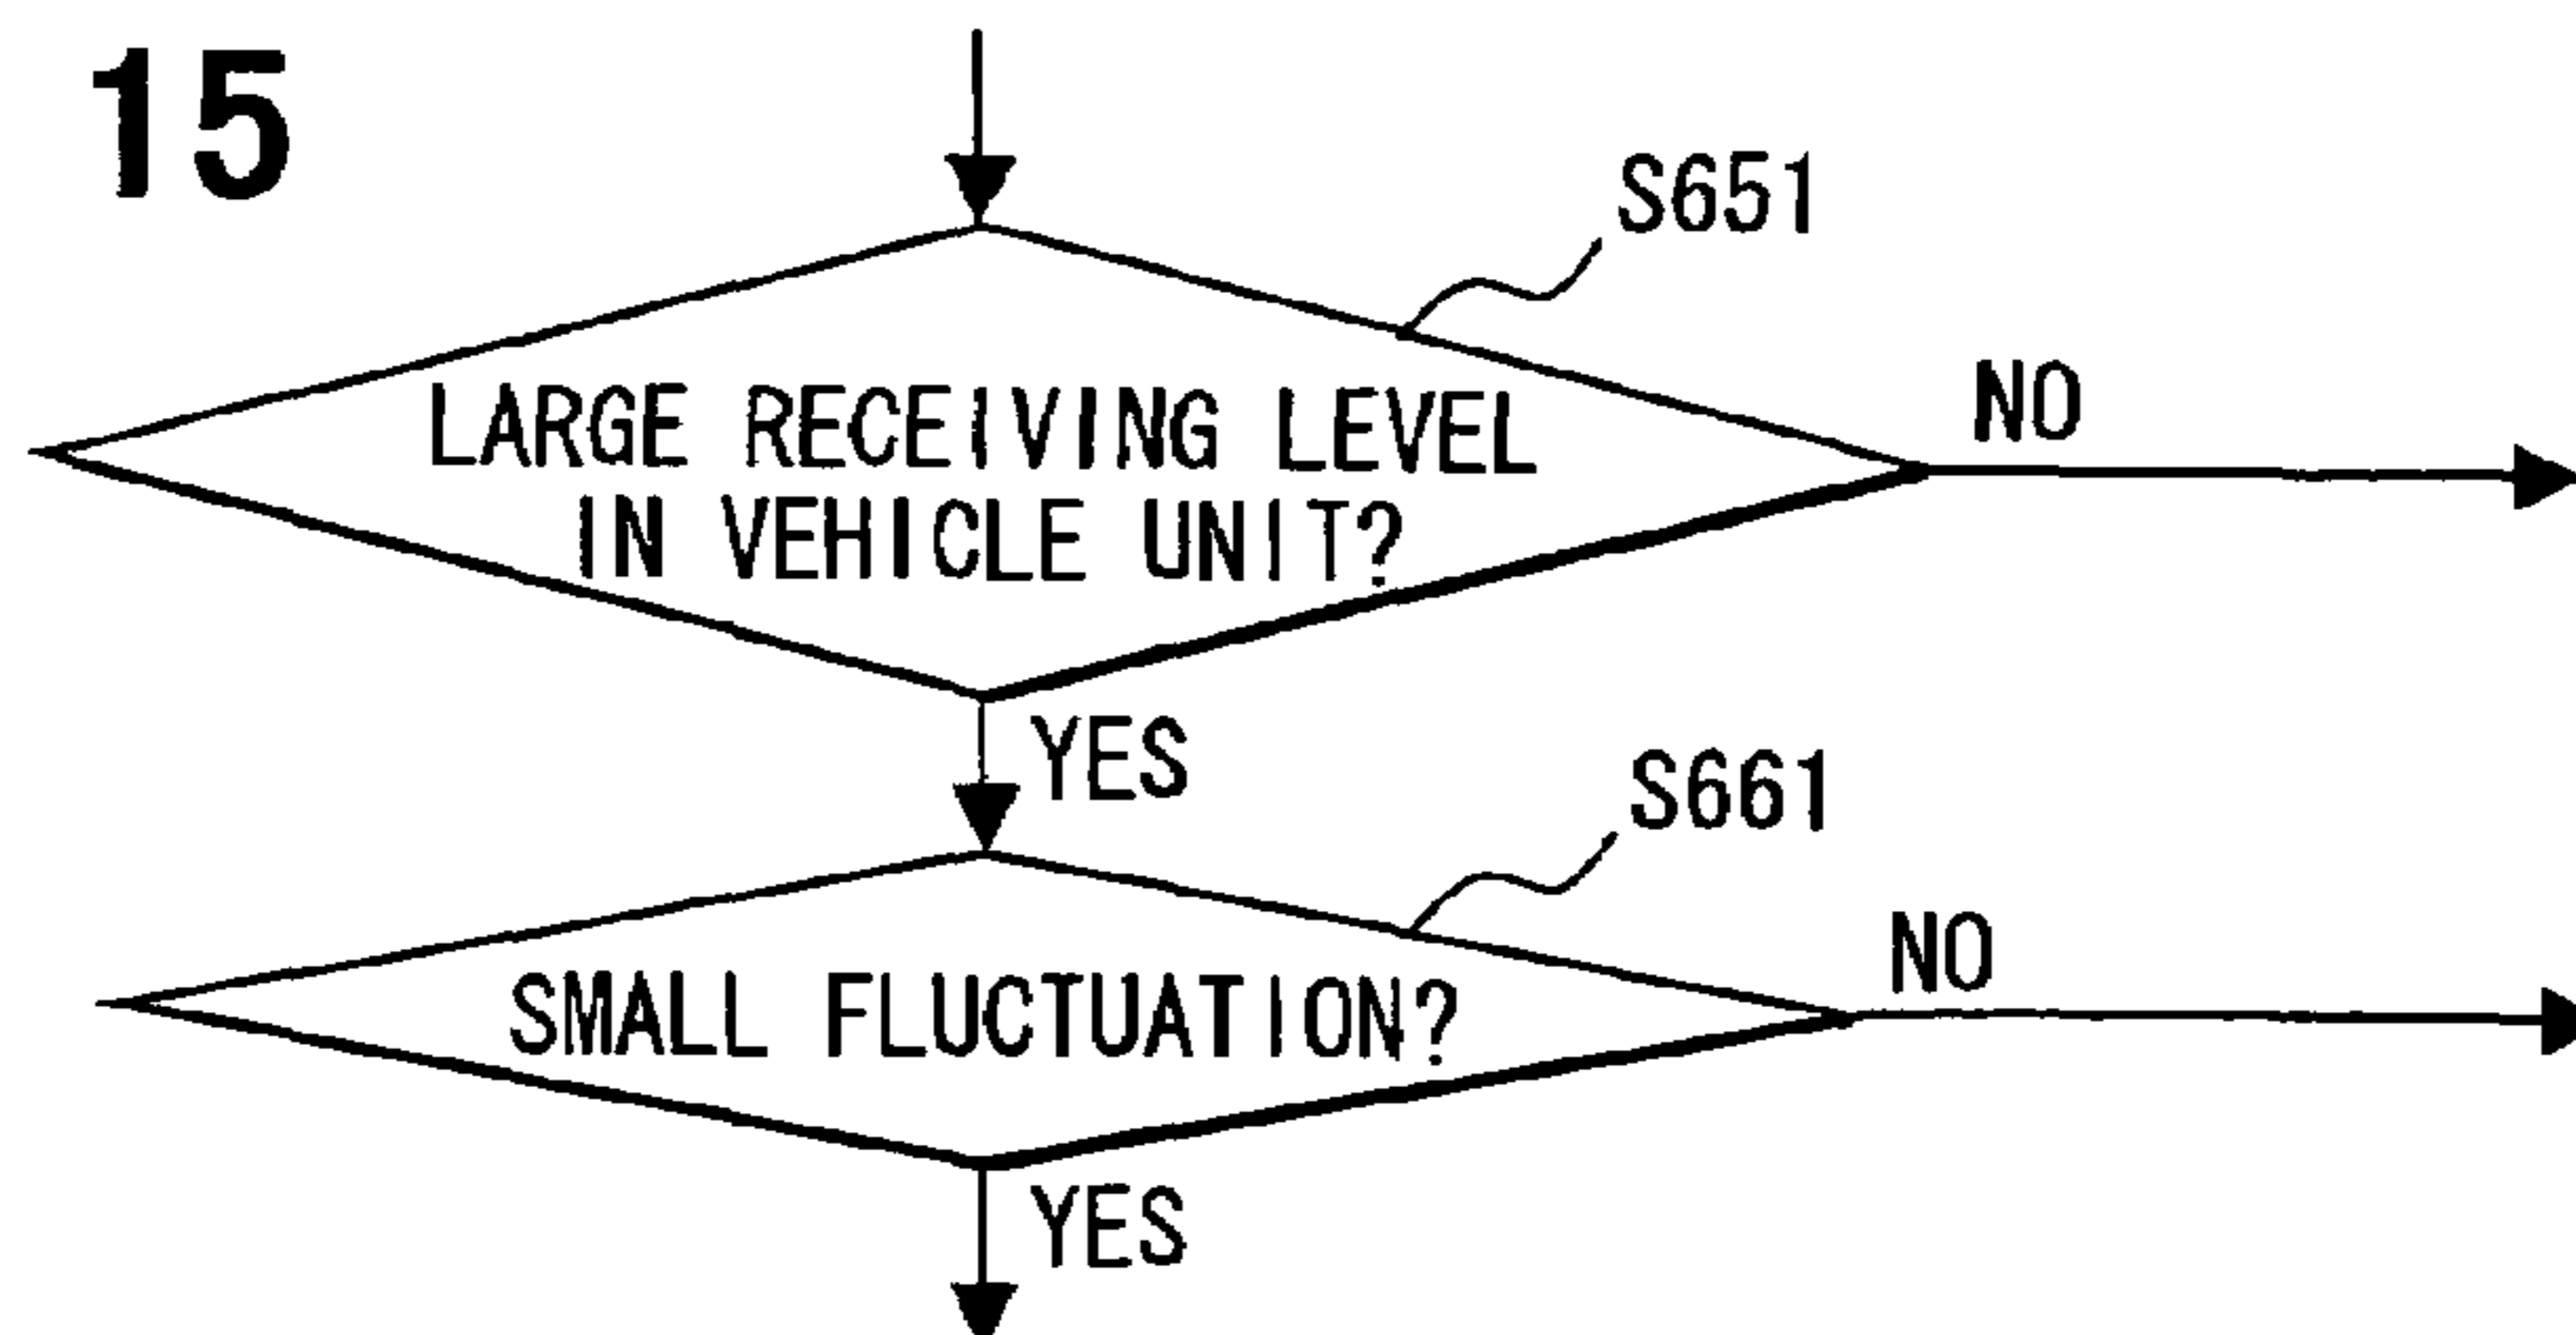 15
S651
LARGE RECEIVING LEVEL
IN VEHICLE UNIT?
NO
YES
S661
SMALL FLUCTUATION?
NO
YES